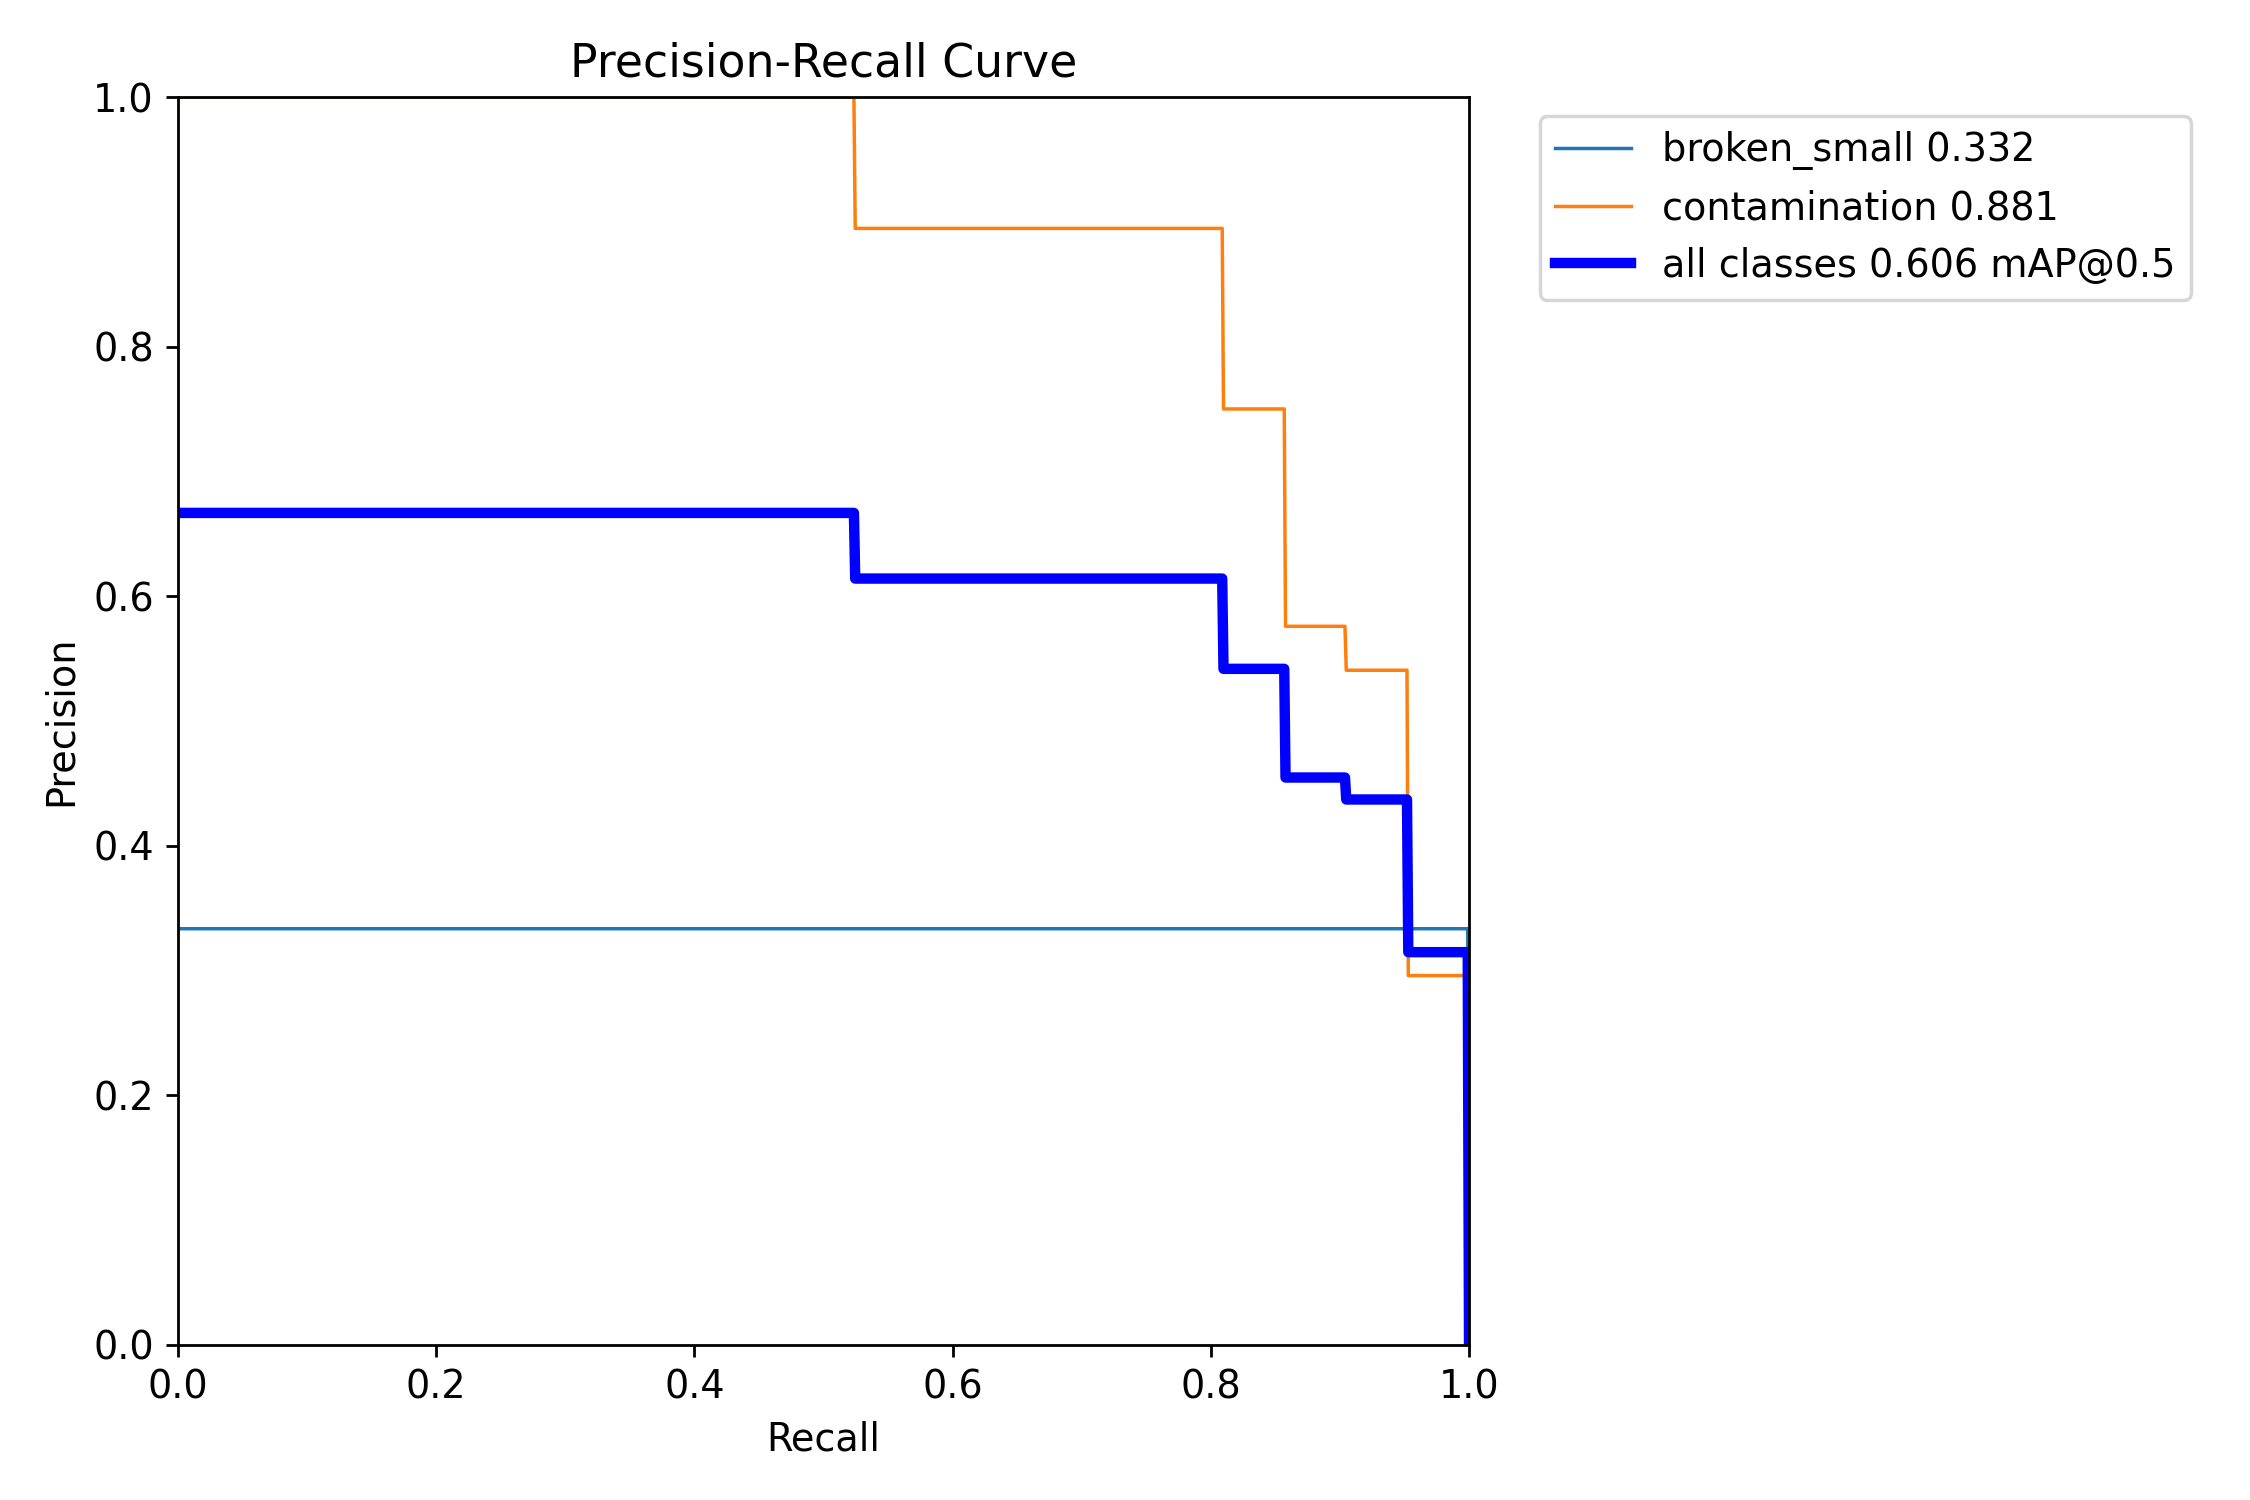 Precision-Recall Curve
1.0
0.8
0.6
0.4
0.2
0.0
Precision
0.0 0.2 0.4 0.6 0.8 1.0
Recall
broken_small 0.332
contamination 0.881
all classes 0.606 mAP@0.5